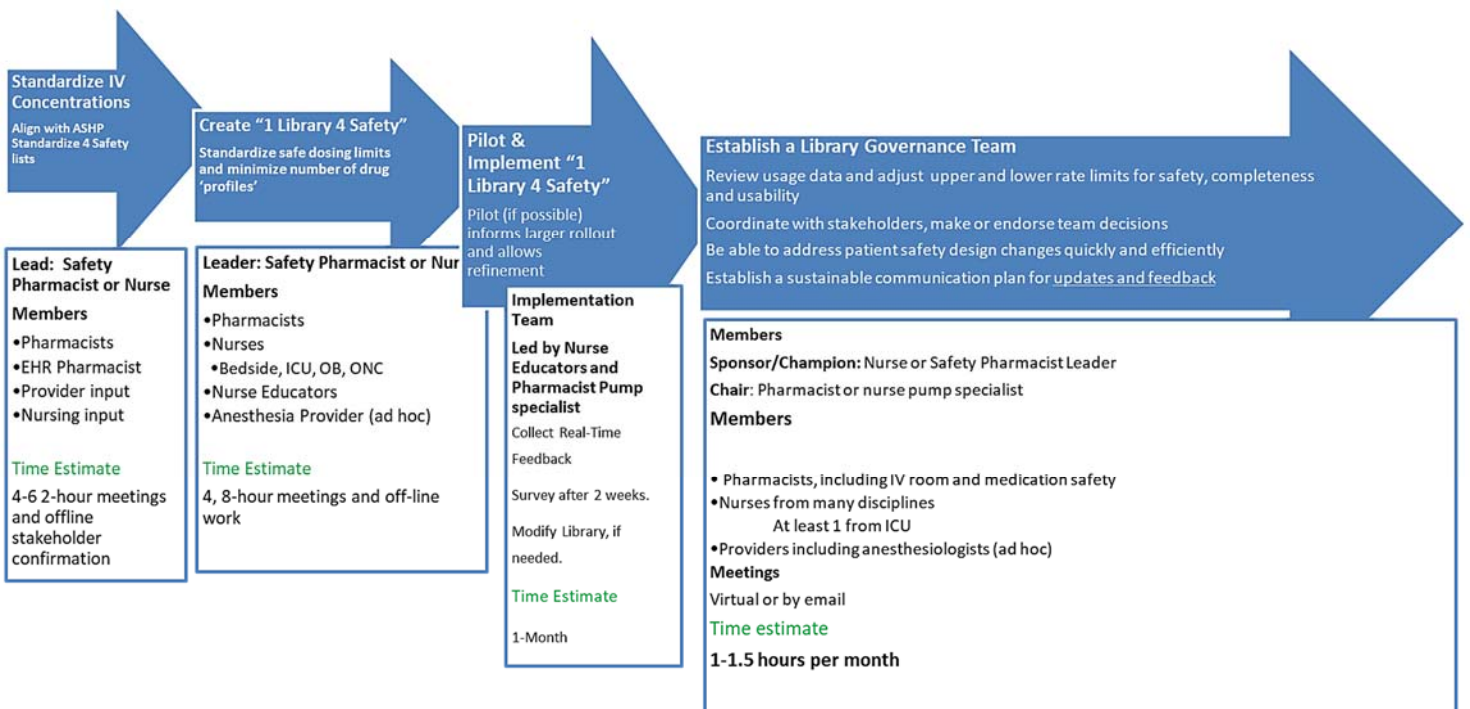 Standardize IV
Concentrations
Align with ASHP
Standardize 4 Safety
lists
Lead:  Safety
Pharmacist or Nurse
Members
•Pharmacists
•EHR Pharmacist
•Provider input
•Nursing input
Time Estimate
4-6 2-hour meetings
and offline
stakeholder
confirmation
Create “1 Library 4 Safety”
Standardize safe dosing limits
and minimize number of drug
‘profiles’
Leader: Safety Pharmacist or Nur
Members
•Pharmacists
•Nurses
•Bedside, ICU, OB, ONC
•Nurse Educators
•Anesthesia Provider (ad hoc)
Time Estimate
4, 8-hour meetings and off-line
work
Pilot &
Implement “1
Library 4 Safety”
Pilot (if possible)
informs larger rollout
and allows
refinement
Implementation
Team
Led by Nurse
Educators and
Pharmacist Pump
specialist
Collect Real-Time
Feedback
Survey after 2 weeks.
Modify Library, if
needed.
Time Estimate
1-Month
Establish a Library Governance Team
Review usage data and adjust upper and lower rate limits for safety, completeness
and usability
Coordinate with stakeholders, make or endorse team decisions
Be able to address patient safety design changes quickly and efficiently
Establish a sustainable communication plan for updates and feedback
Members
Sponsor/Champion: Nurse or Safety Pharmacist Leader
Chair: Pharmacist or nurse pump specialist
Members
• Pharmacists, including IV room and medication safety
•Nurses from many disciplines
At least 1 from ICU
•Providers including anesthesiologists (ad hoc)
Meetings
Virtual or by email
Time estimate
1-1.5 hours per month